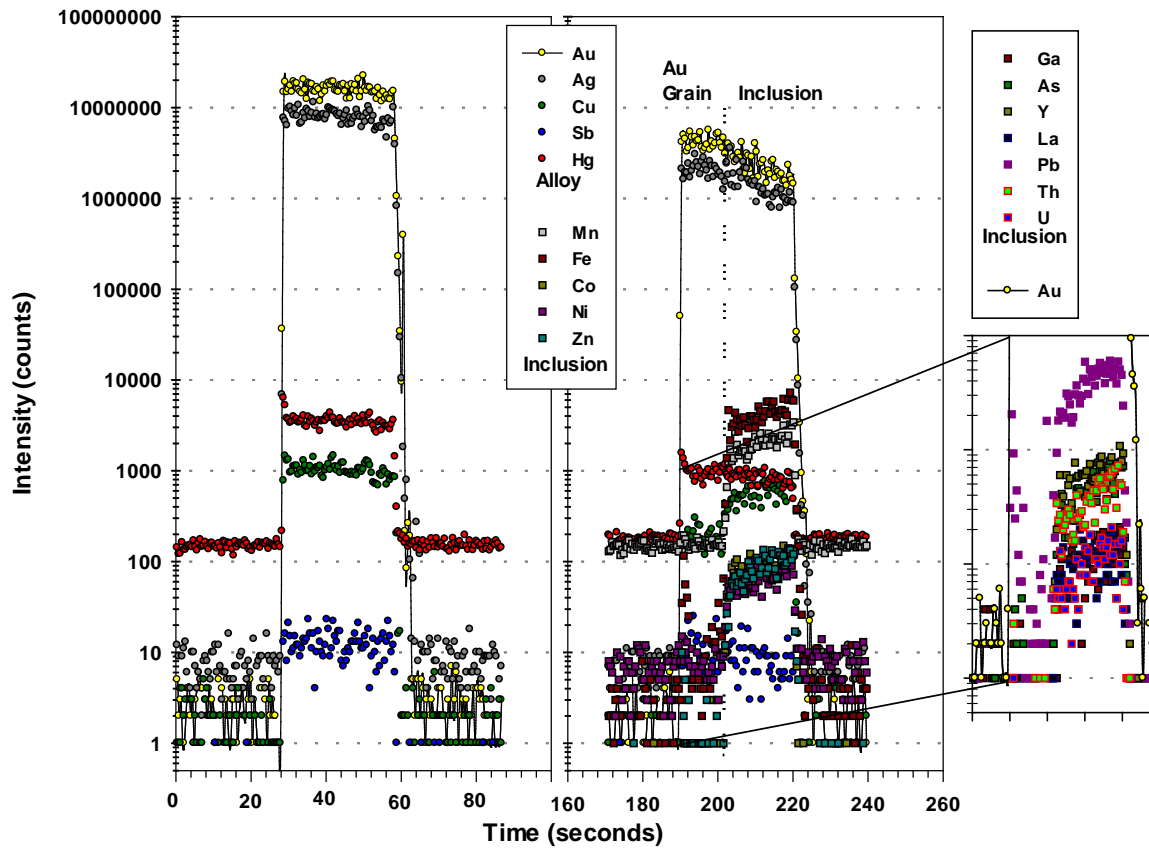 Intensity (counts)
100000000
10000000
1000000
100000
10000
1000
100
10
1
0
20
40
60
80
100
Au
Ag
Cu
Sb
Hg
Alloy
Mn
Fe
Co
Ni
Zn
Inclusion
Au
Grain
Inclusion
160
180
200
220
240
260
Time (seconds)
Ga
As
Y
La
Pb
Th
U
Inclusion
Au